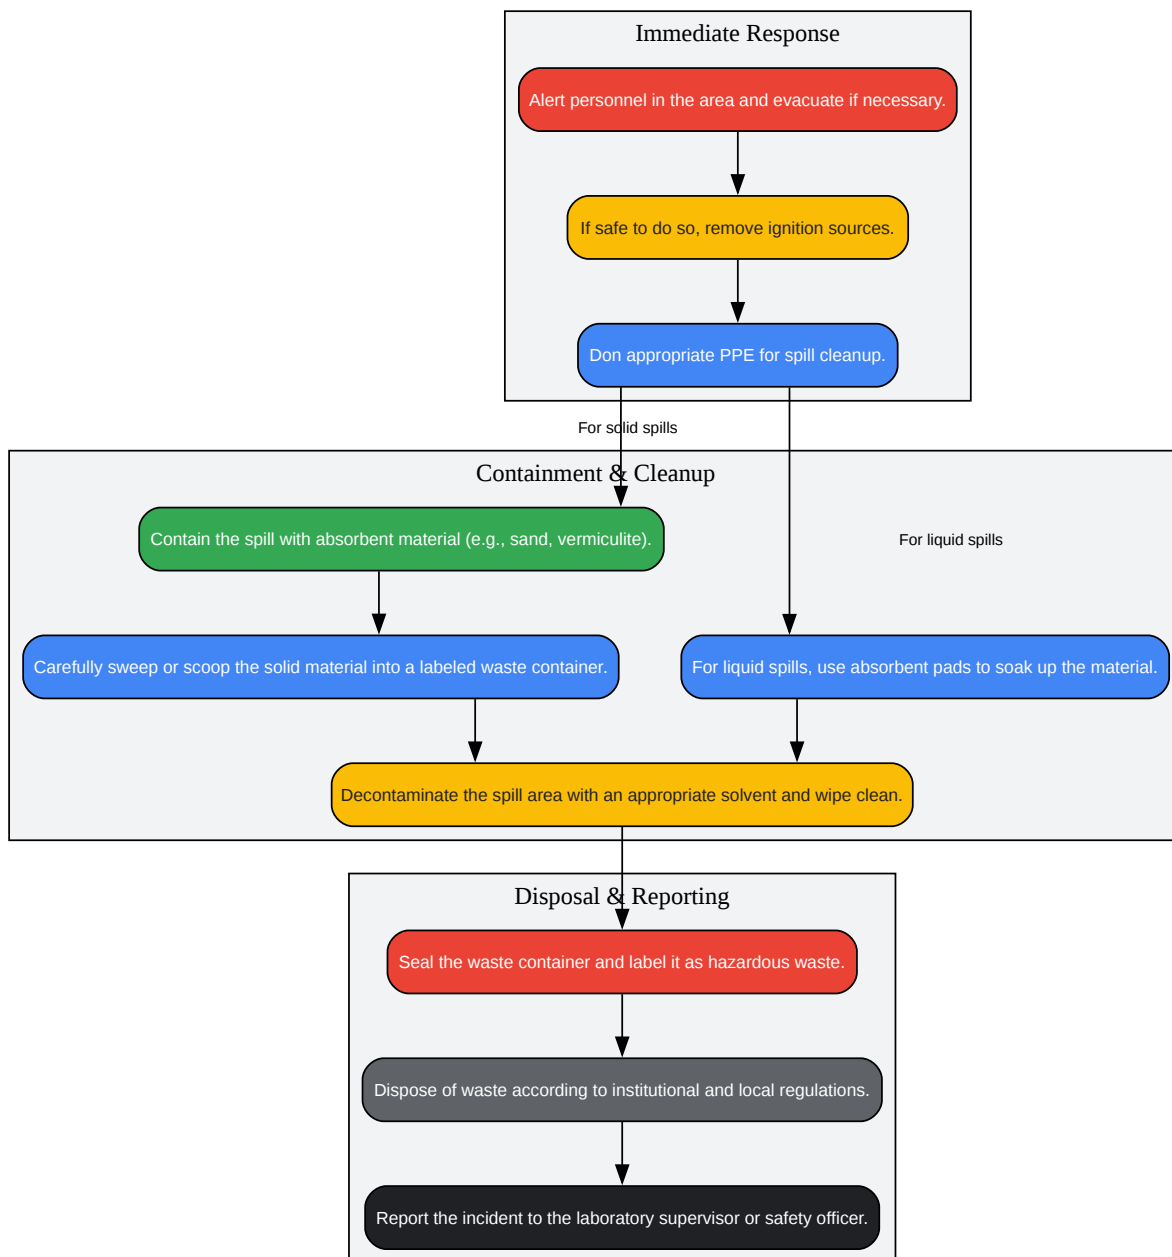 Immediate Response
Alert personnel in the area and evacuate if necessary.
If safe to do so, remove ignition sources.
Don appropriate PPE for spill cleanup.
For solid spills
Containment & Cleanup
Contain the spill with absorbent material (e.g., sand, vermiculite).
For liquid spills
Carefully sweep or scoop the solid material into a labeled waste container.
For liquid spills, use absorbent pads to soak up the material.
Decontaminate the spill area with an appropriate solvent and wipe clean.
Disposal & Reporting
Seal the waste container and label it as hazardous waste.
Dispose of waste according to institutional and local regulations.
Report the incident to the laboratory supervisor or safety officer.